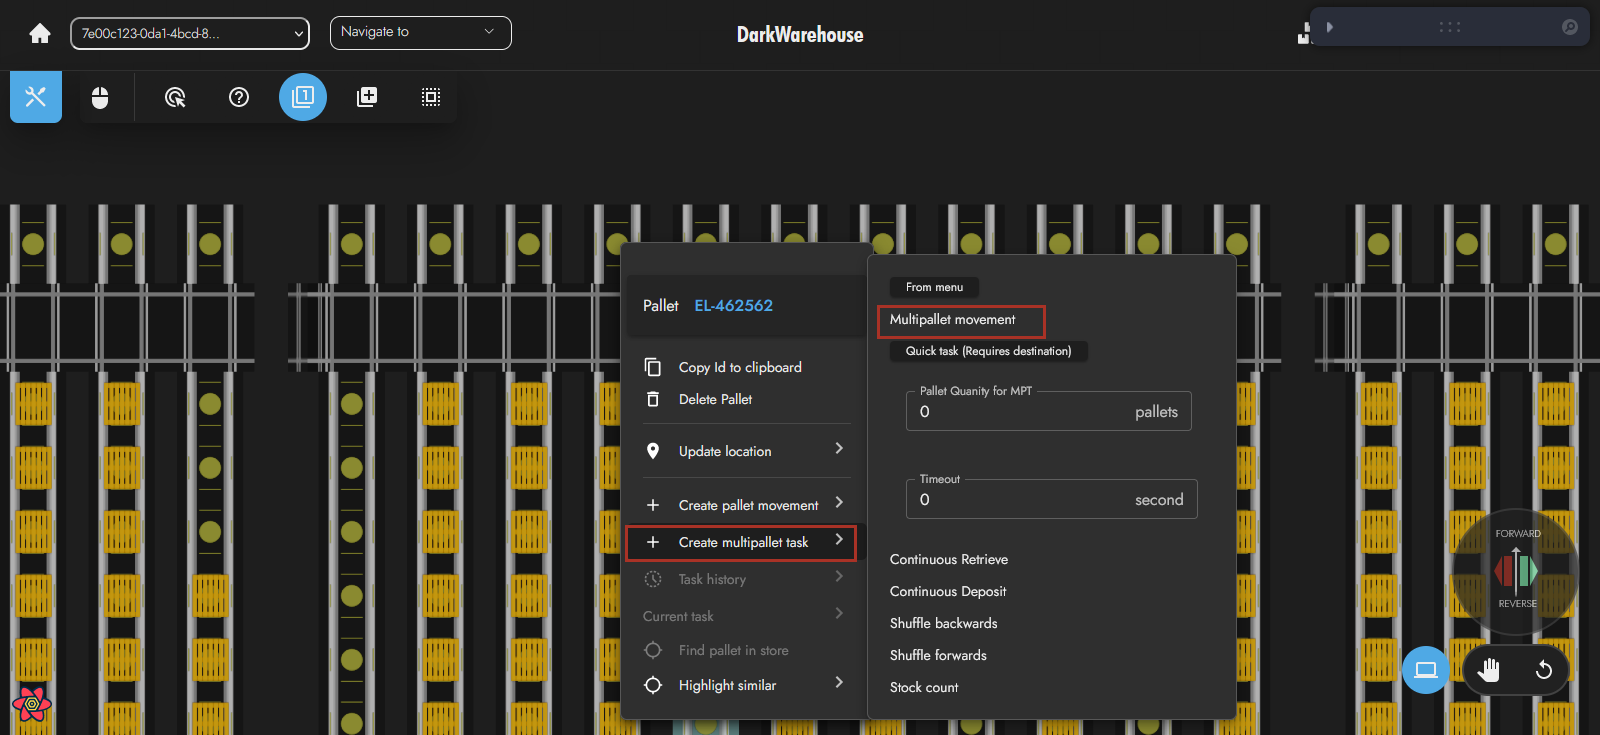 7e00c123-0da1-4bcd-8...
Navigate to
DarkWarehouse
1
Pallet EL-462562
Copy Id to clipboard
Delete Pallet
Update location
Create pallet movement
Create multipallet task
Task history
Current task
Find pallet in store
Highlight similar
From menu
Multipallet movement
Quick task (Requires destination)
Pallet Quanity for MPT
0 pallets
Timeout
0 second
Continuous Retrieve
Continuous Deposit
Shuffle backwards
Shuffle forwards
Stock count
FORWARD
REVERSE